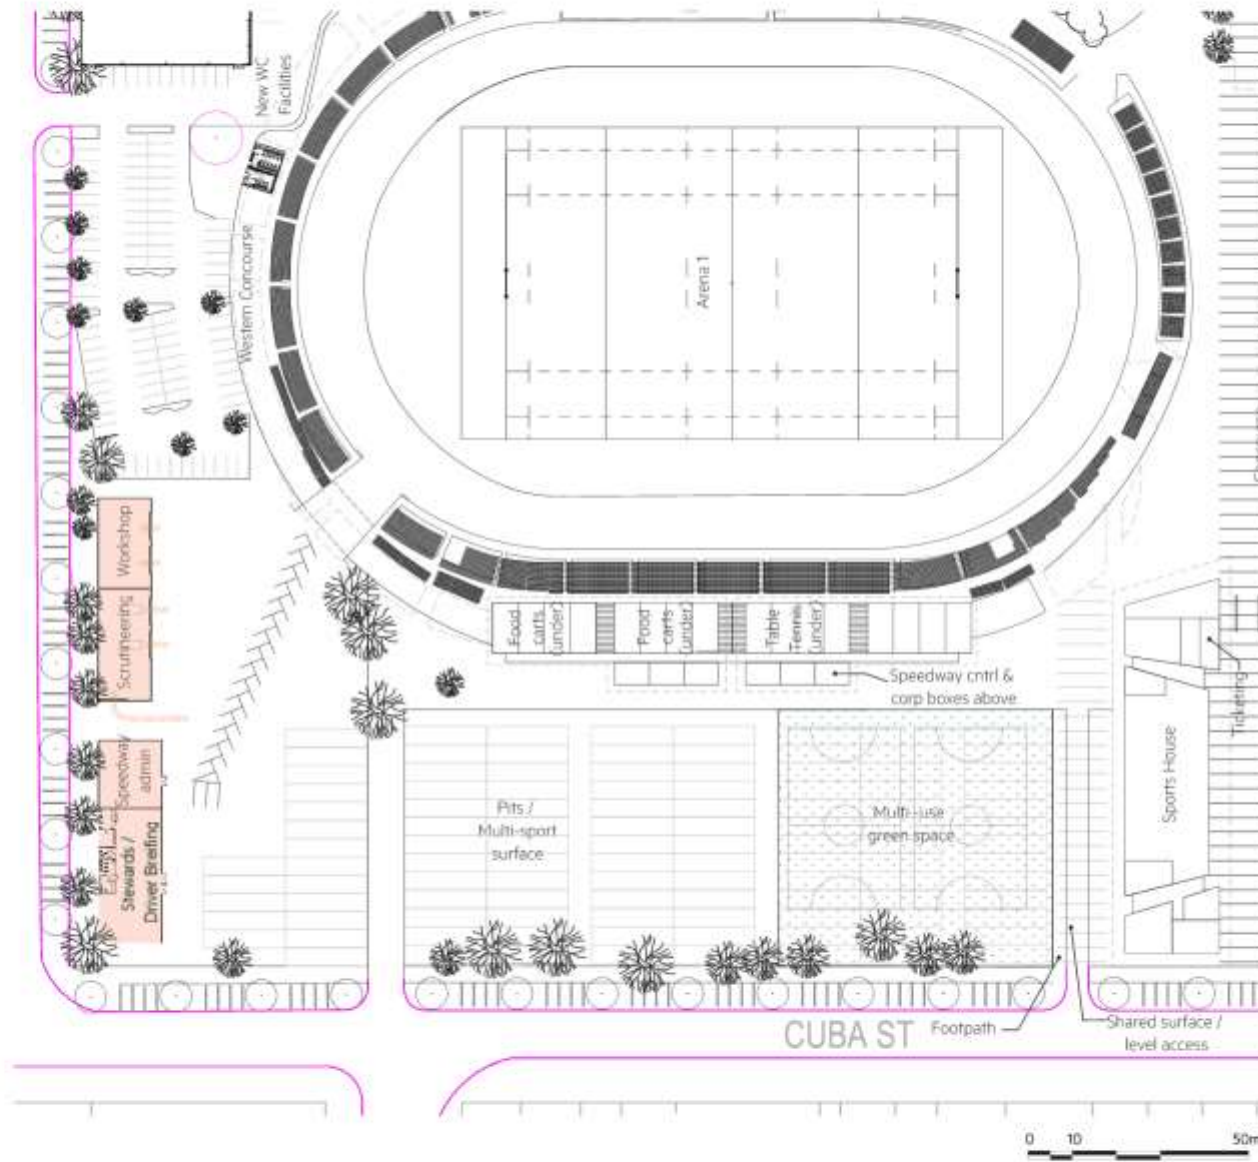 New WC
Facilities
Western Concourse
Arena 1
Workshop
Scrutineering
Speedway
admin
Stewards /
Driver Breifing
Food
carts
(under)
Food
carts
(under)
Table
Tennis
(under)
Speedway cntrl &
corp boxes above
Ticketing
Sports House
Pits /
Multi-sport
surface
Multi-use
green space
CUBA ST
Footpath
Shared surface /
level access
0 10 50m